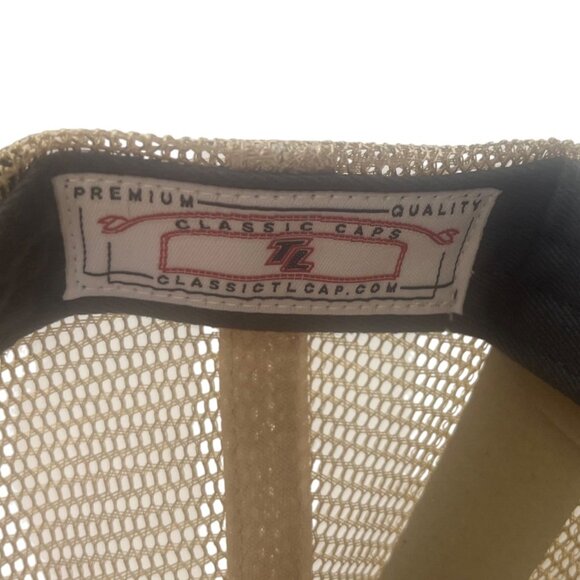 PREMIUM QUALITY
CLASSIC CAPS
TL
CLASSICTLCAP.COM